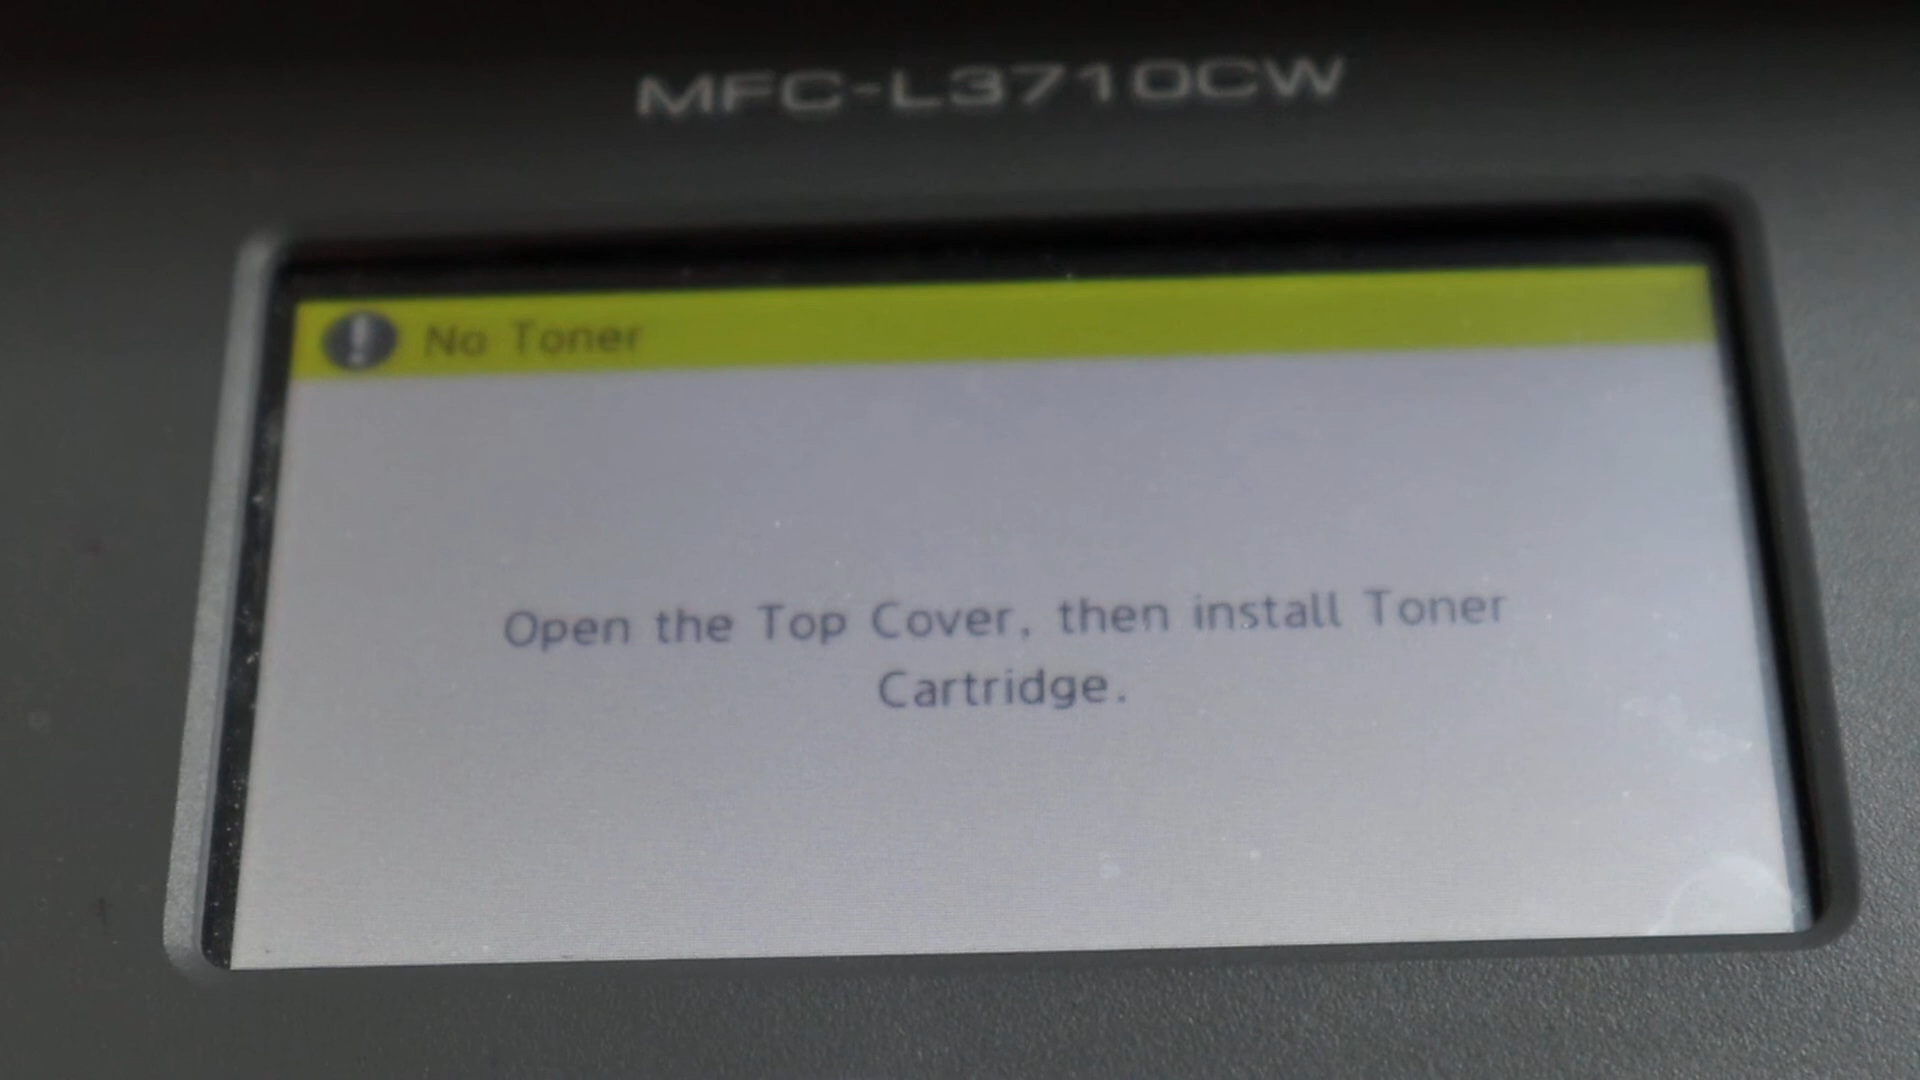 MFC-L3710CW
No Toner
Open the Top Cover, then install Toner
Cartridge.